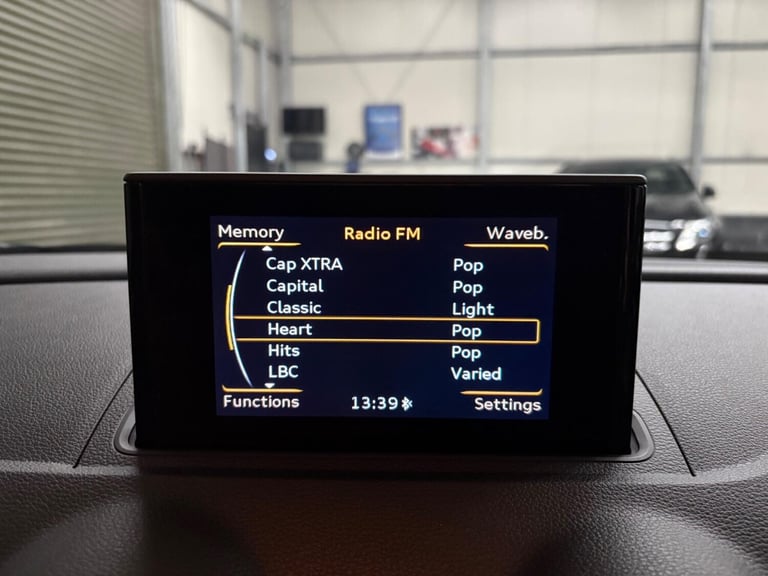 Memory Radio FM Waveb.
Cap XTRA Pop
Capital Pop
Classic Light
Heart Pop
Hits Pop
LBC Varied
Functions 13:39 Settings